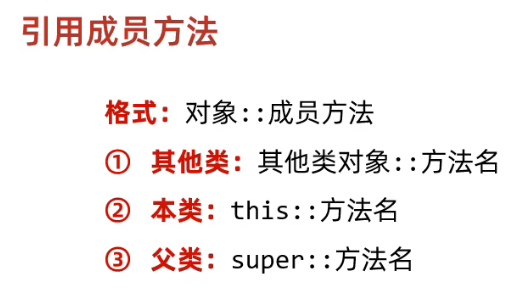 引用成员方法
格式：对象::成员方法
① 其他类：其他类对象::方法名
② 本类：this::方法名
③ 父类：super::方法名